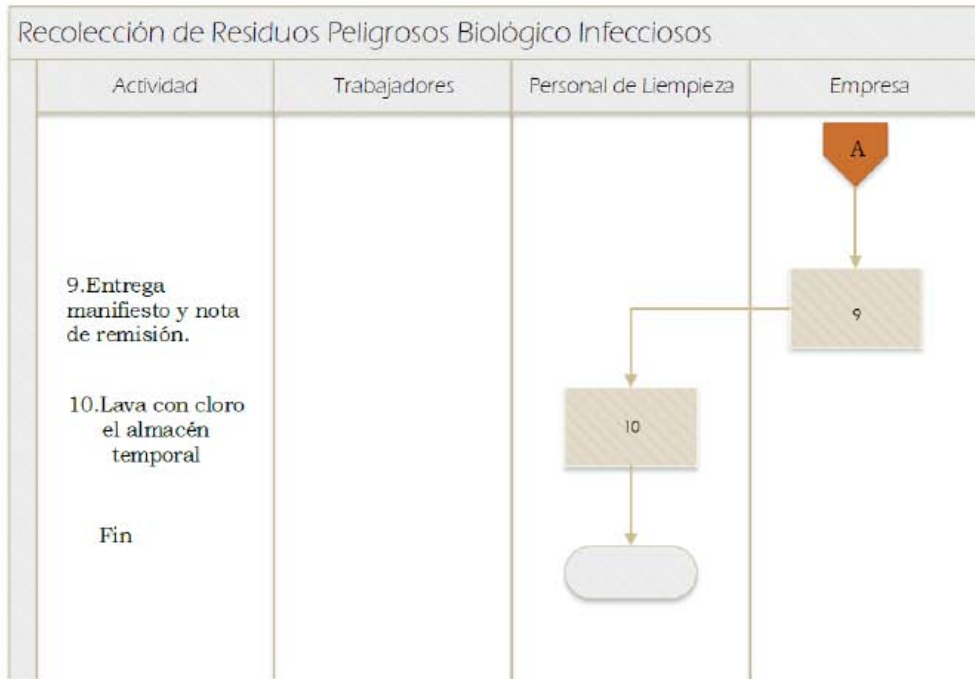 Recolección de Residuos Peligrosos Biológico Infecciosos
Actividad
Trabajadores
Personal de Liempieza
Empresa
A
9.Entrega
manifiesto y nota
de remisión.
9
10.Lava con cloro
el almacén
temporal
10
Fin